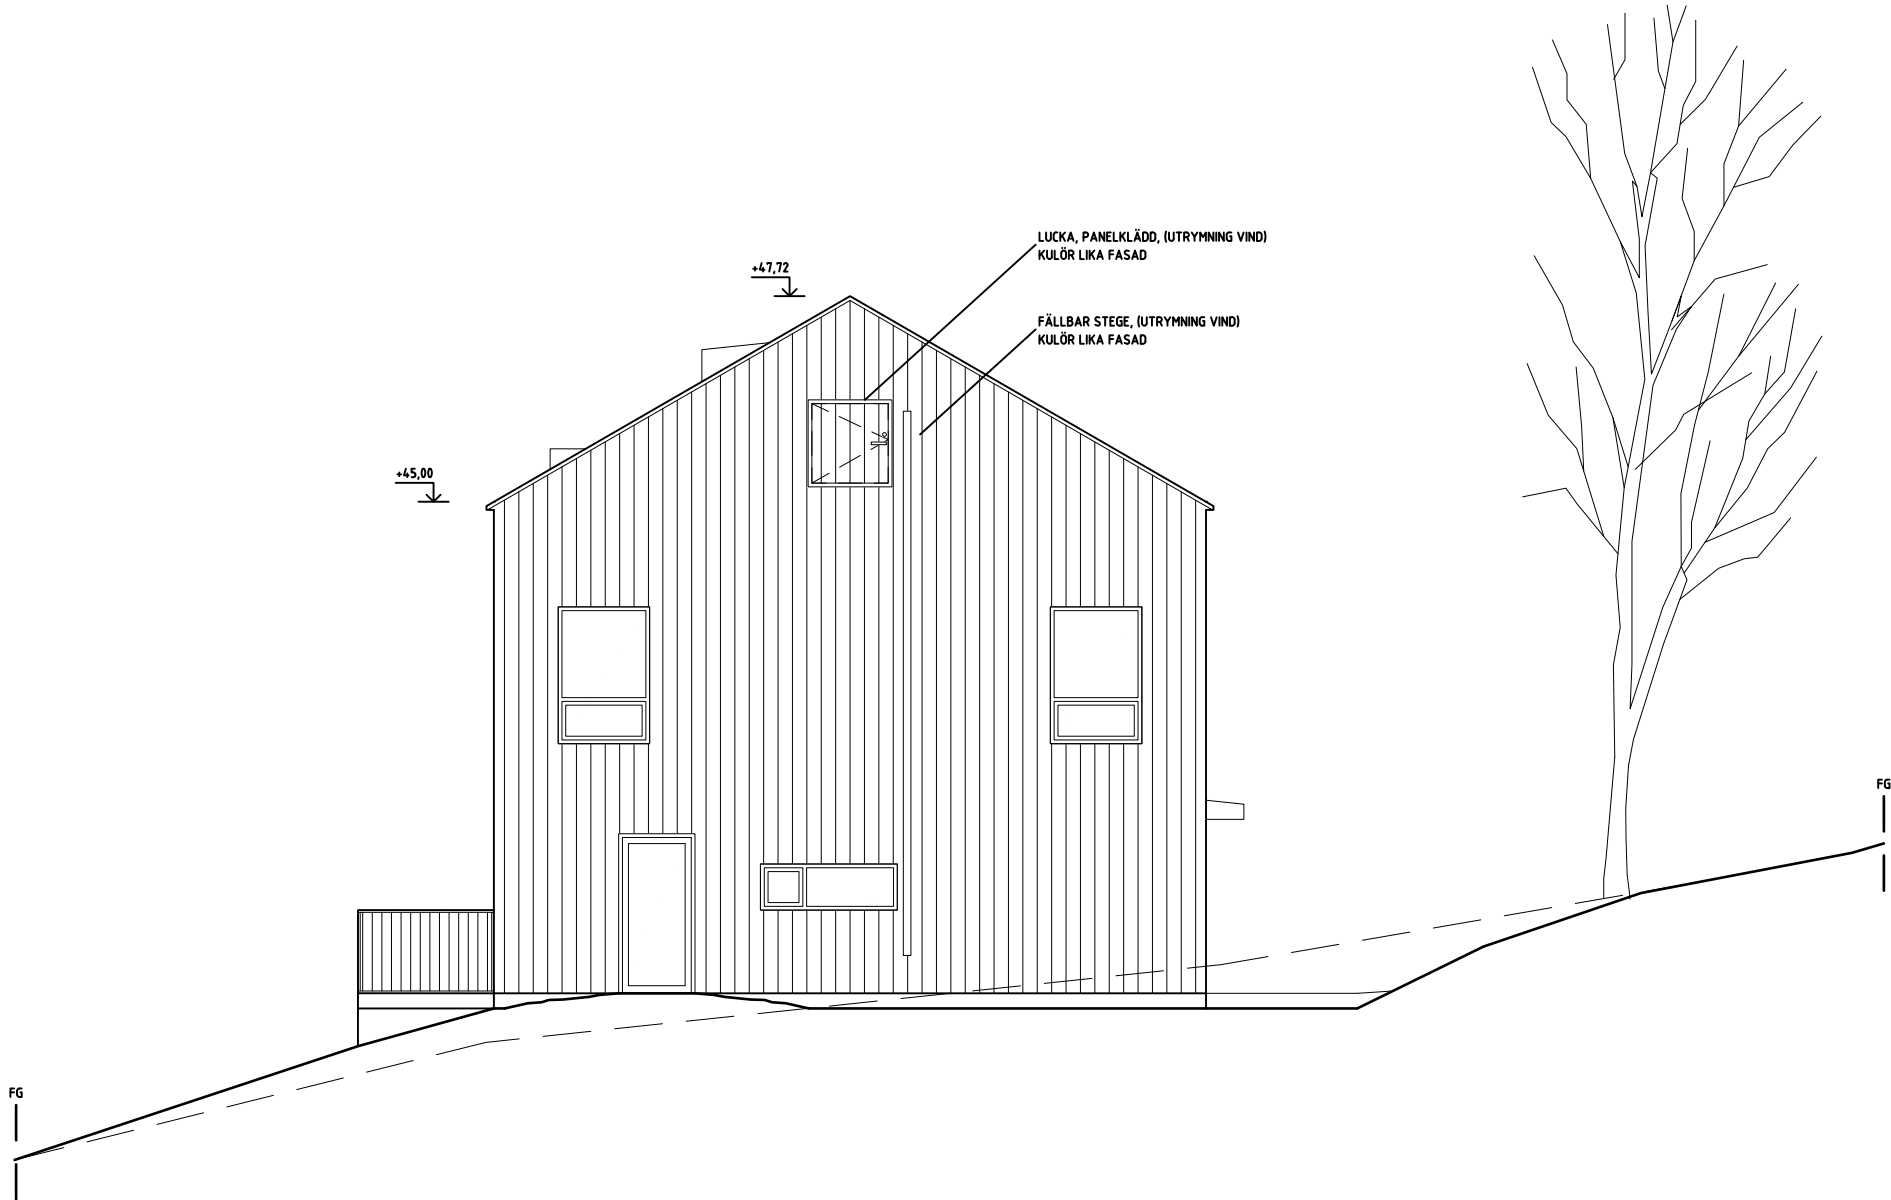 LUCKA, PANELKLÄDD, (UTRYMNING VIND)
KULÖR LIKA FASAD
+47,72
FÄLLBAR STEGE, (UTRYMNING VIND)
KULÖR LIKA FASAD
+45,00
FG
FG